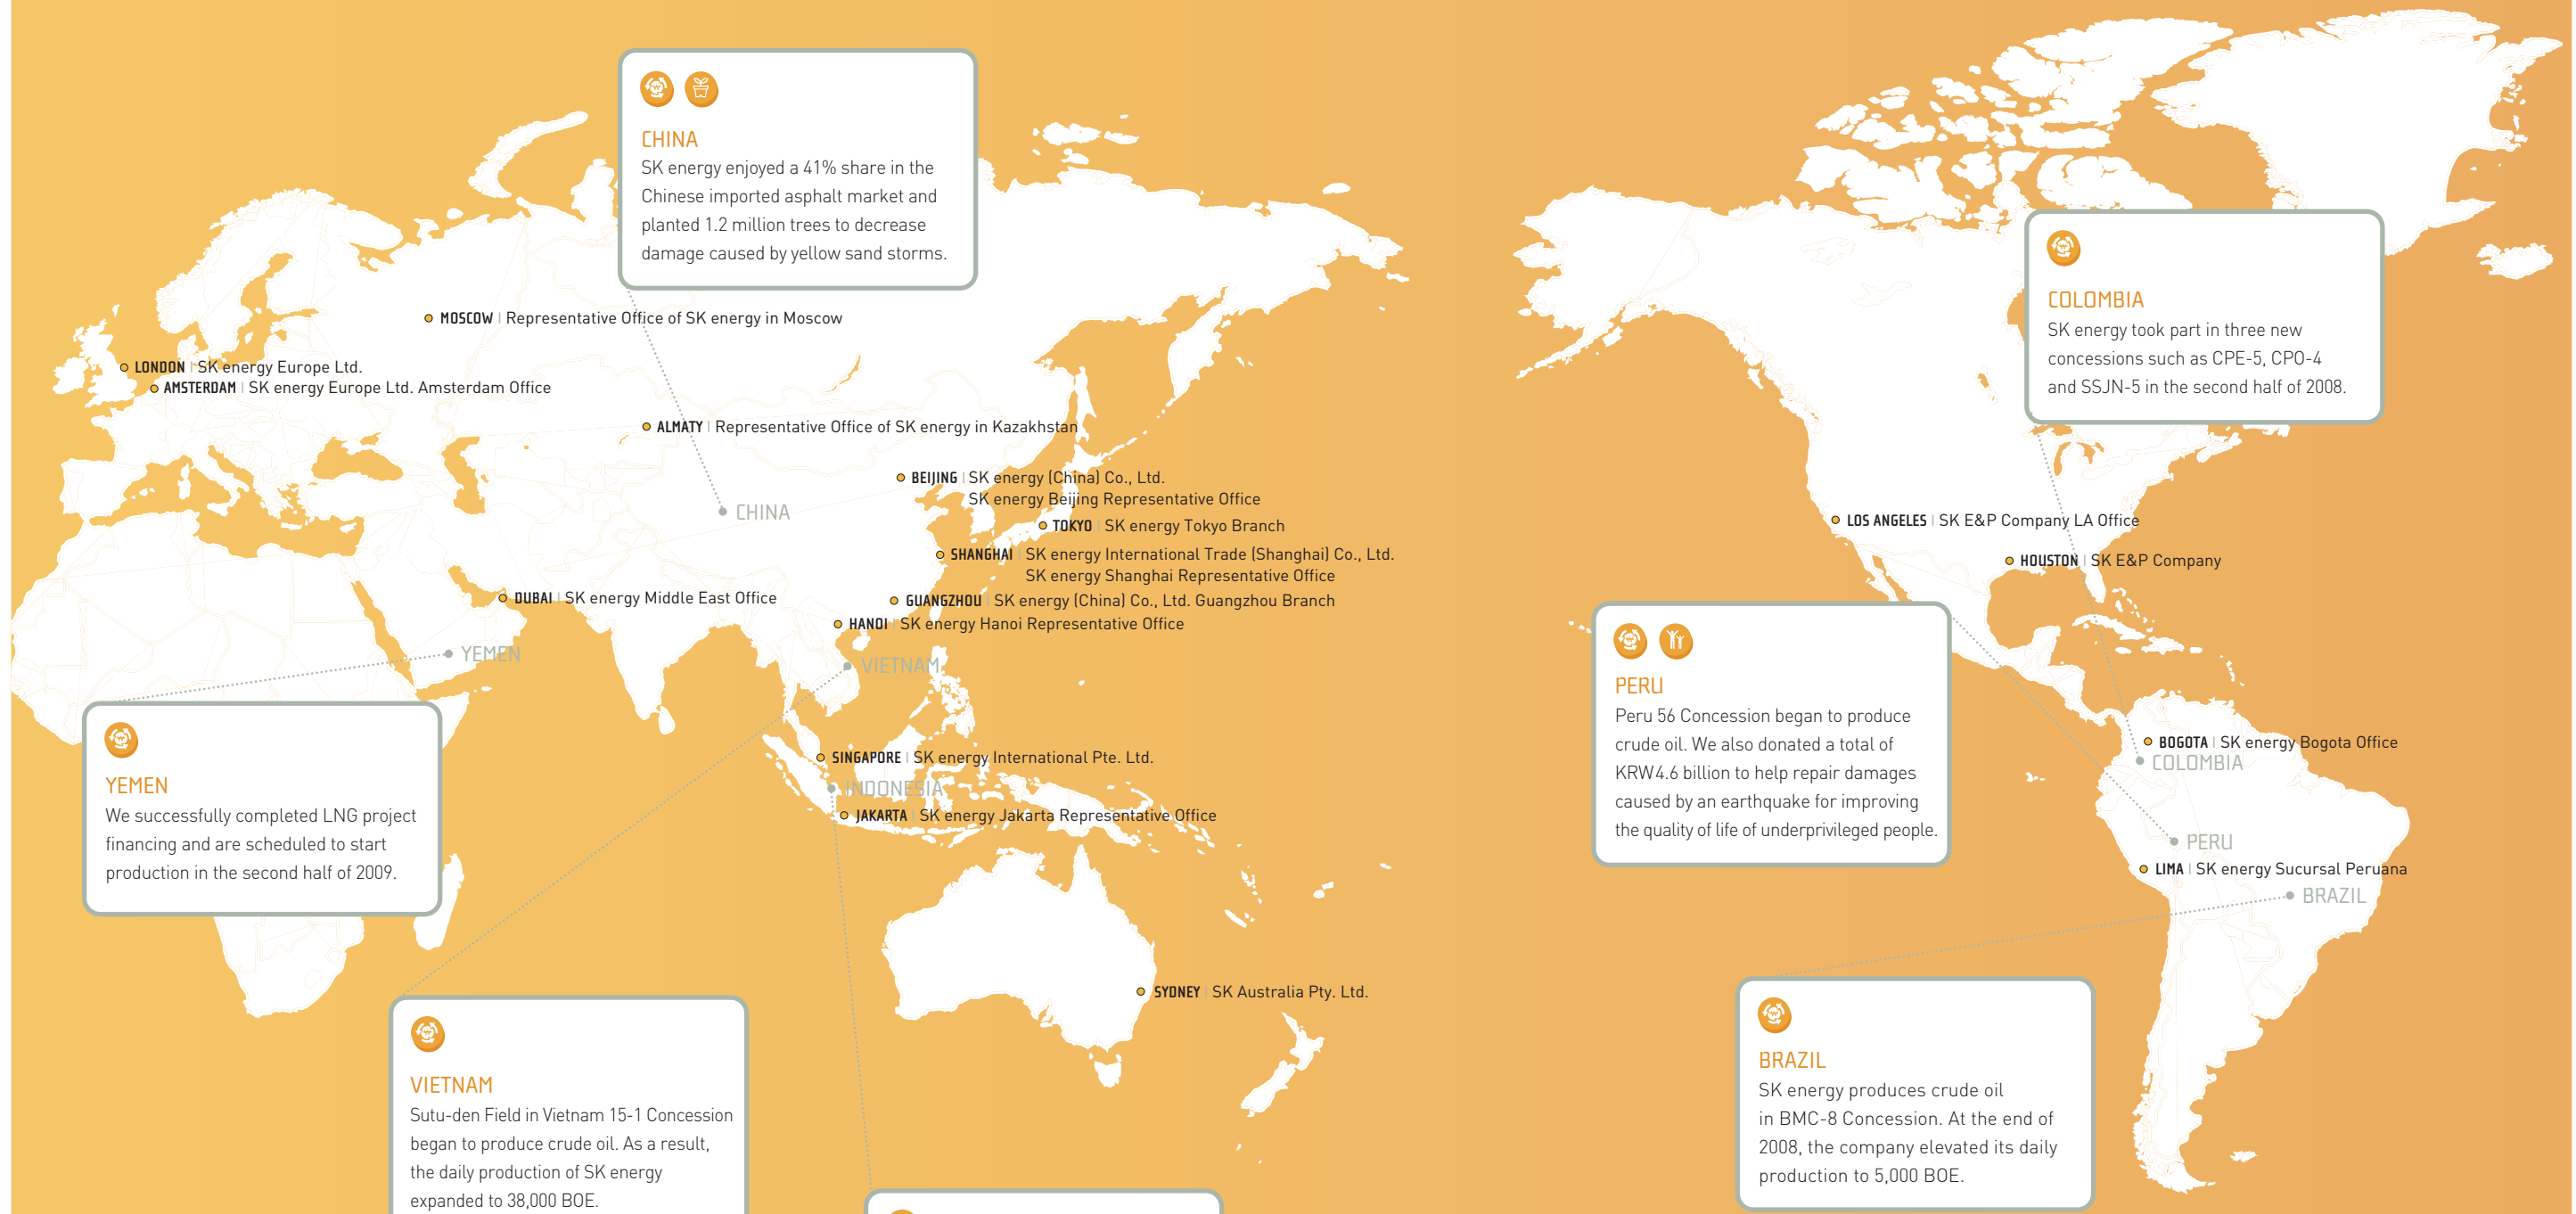 CHINA
SK energy enjoyed a 41% share in the
Chinese imported asphalt market and
planted 1.2 million trees to decrease
damage caused by yellow sand storms.
COLOMBIA
SK energy took part in three new
concessions such as CPE-5, CPO-4
and SSJN-5 in the second half of 2008.
MOSCOW | Representative Office of SK energy in Moscow
LONDON | SK energy Europe Ltd.
AMSTERDAM | SK energy Europe Ltd. Amsterdam Office
ALMATY | Representative Office of SK energy in Kazakhstan
BEIJING | SK energy (China) Co., Ltd.
SK energy Beijing Representative Office
CHINA
TOKYO | SK energy Tokyo Branch
SHANGHAI | SK energy International Trade (Shanghai) Co., Ltd.
SK energy Shanghai Representative Office
DUBAI | SK energy Middle East Office
GUANGZHOU | SK energy (China) Co., Ltd. Guangzhou Branch
HANOI | SK energy Hanoi Representative Office
YEMEN
VIETNAM
LOS ANGELES | SK E&P Company LA Office
HOUSTON | SK E&P Company
PERU
Peru 56 Concession began to produce
crude oil. We also donated a total of
KRW4.6 billion to help repair damages
caused by an earthquake for improving
the quality of life of underprivileged people.
YEMEN
We successfully completed LNG project
financing and are scheduled to start
production in the second half of 2009.
SINGAPORE | SK energy International Pte. Ltd.
INDONESIA
JAKARTA | SK energy Jakarta Representative Office
BOGOTA | SK energy Bogota Office
COLOMBIA
PERU
LIMA | SK energy Sucursal Peruana
BRAZIL
SYDNEY | SK Australia Pty. Ltd.
VIETNAM
Sutu-den Field in Vietnam 15-1 Concession
began to produce crude oil. As a result,
the daily production of SK energy
expanded to 38,000 BOE.
BRAZIL
SK energy produces crude oil
in BMC-8 Concession. At the end of
2008, the company elevated its daily
production to 5,000 BOE.